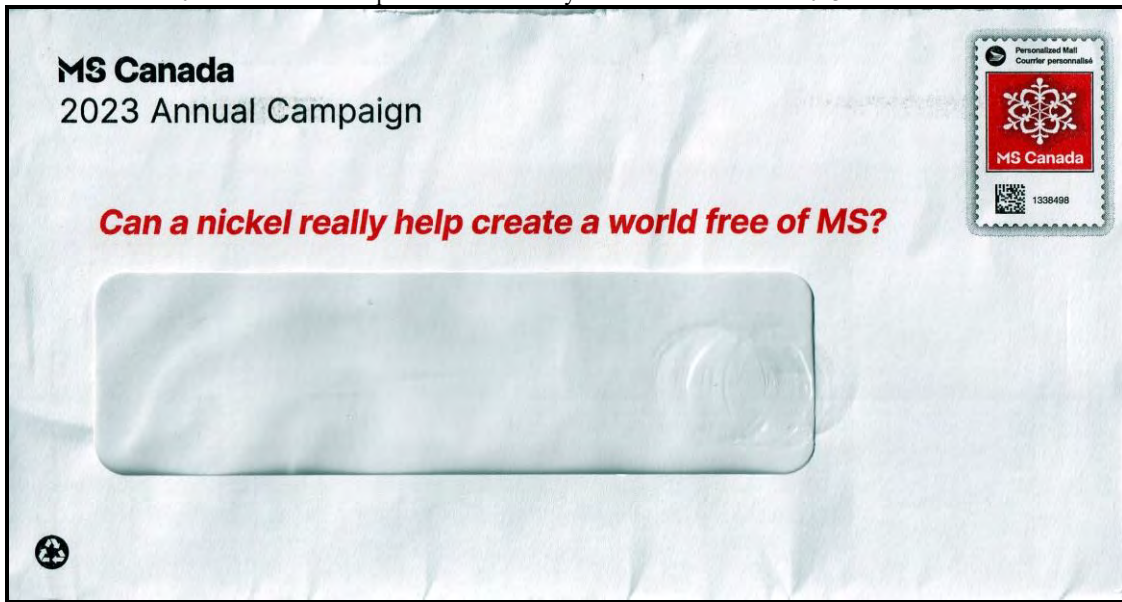 MS Canada
2023 Annual Campaign
Personalized Mail
Courrier personnalisé
MS Canada
1338498
Can a nickel really help create a world free of MS?